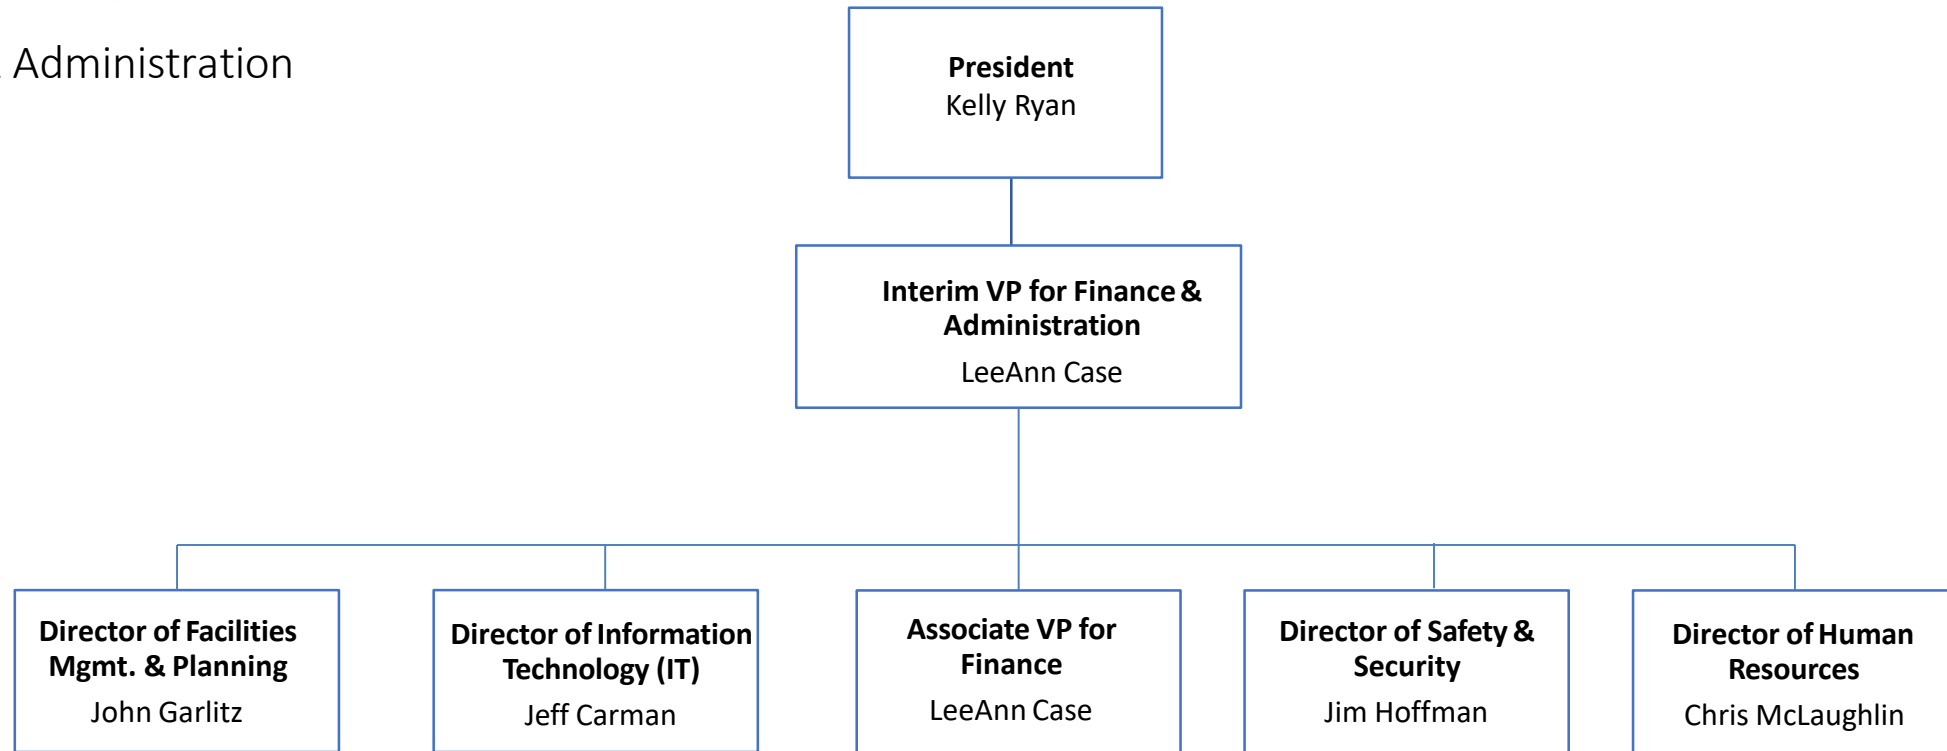 Administration
President
Kelly Ryan
Interim VP for Finance &
Administration
LeeAnn Case
Director of Facilities
Mgmt. & Planning
John Garlitz
Director of Information
Technology (IT)
Jeff Carman
Associate VP for
Finance
LeeAnn Case
Director of Safety &
Security
Jim Hoffman
Director of Human
Resources
Chris McLaughlin